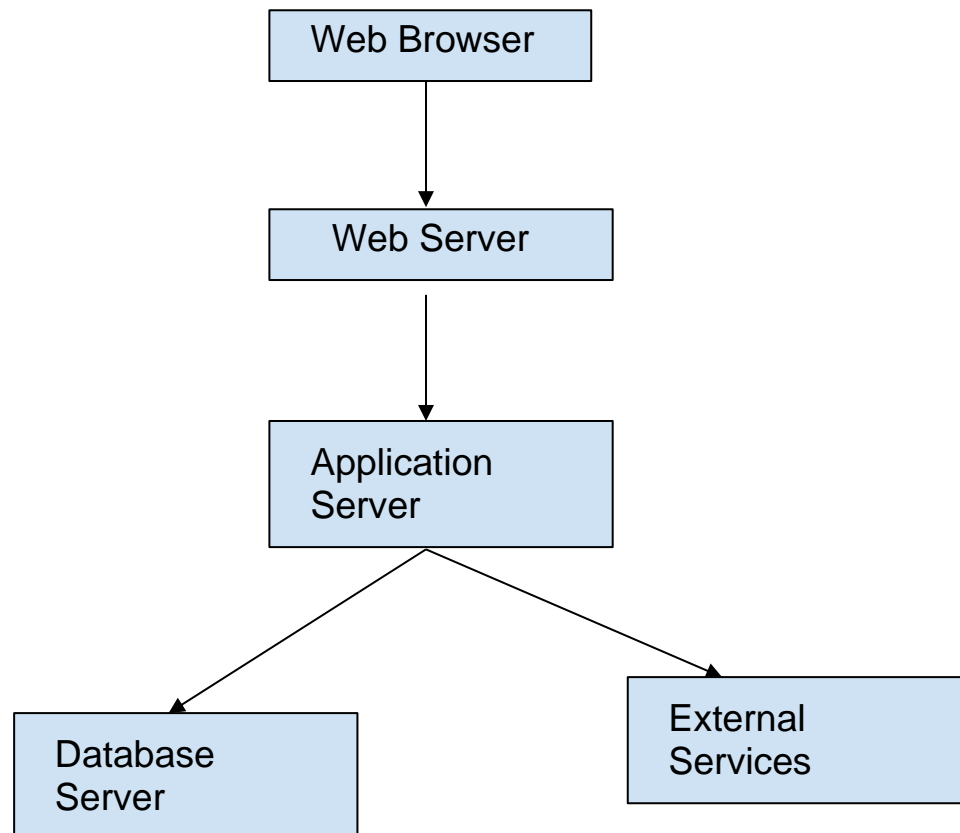 Web Browser
Web Server
Application
Server
Database
Server
External
Services